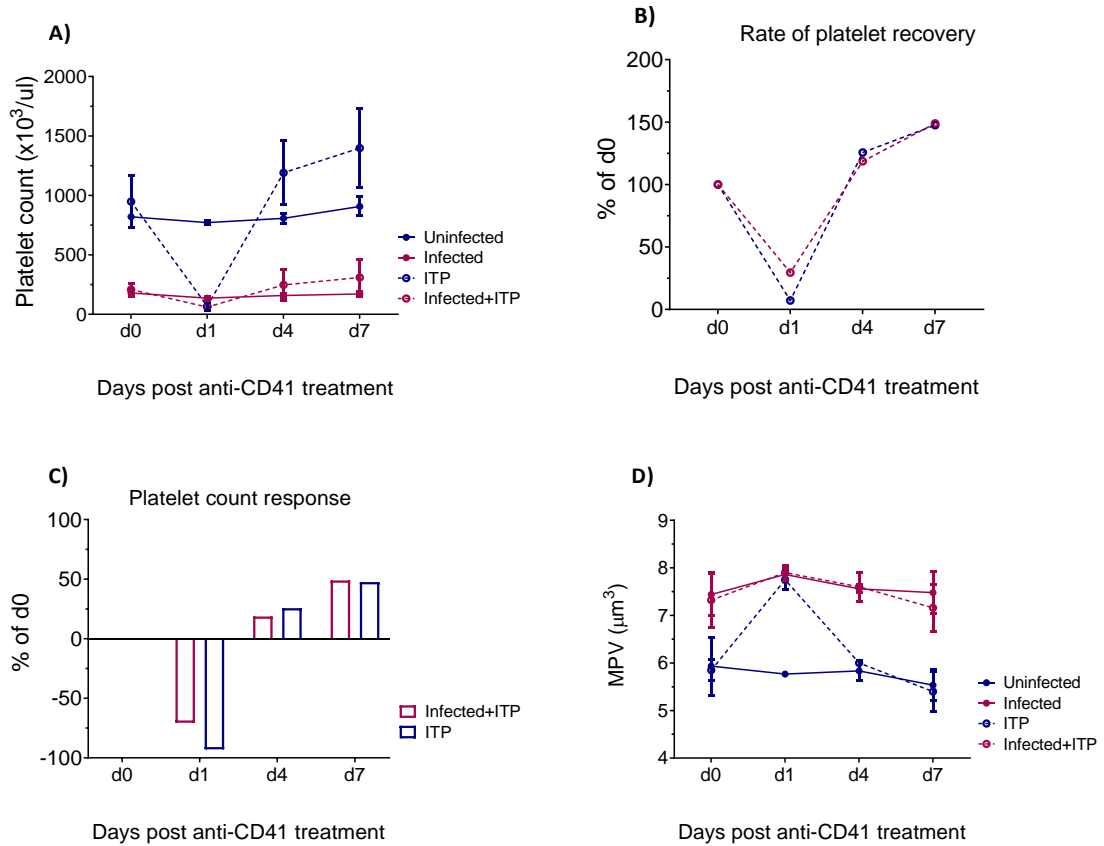 A)
Platelet count (x10³/ul)
2000
1500
1000
500
0
d0 d1 d4 d7
Days post anti-CD41 treatment
Uninfected
Infected
ITP
Infected+ITP
B)
Rate of platelet recovery
% of d0
200
150
100
50
0
d0 d1 d4 d7
Days post anti-CD41 treatment
C)
Platelet count response
% of d0
100
50
0
-50
-100
d0 d1 d4 d7
Days post anti-CD41 treatment
Infected+ITP
ITP
D)
MPV (μm³)
9
8
7
6
5
4
d0 d1 d4 d7
Days post anti-CD41 treatment
Uninfected
Infected
ITP
Infected+ITP